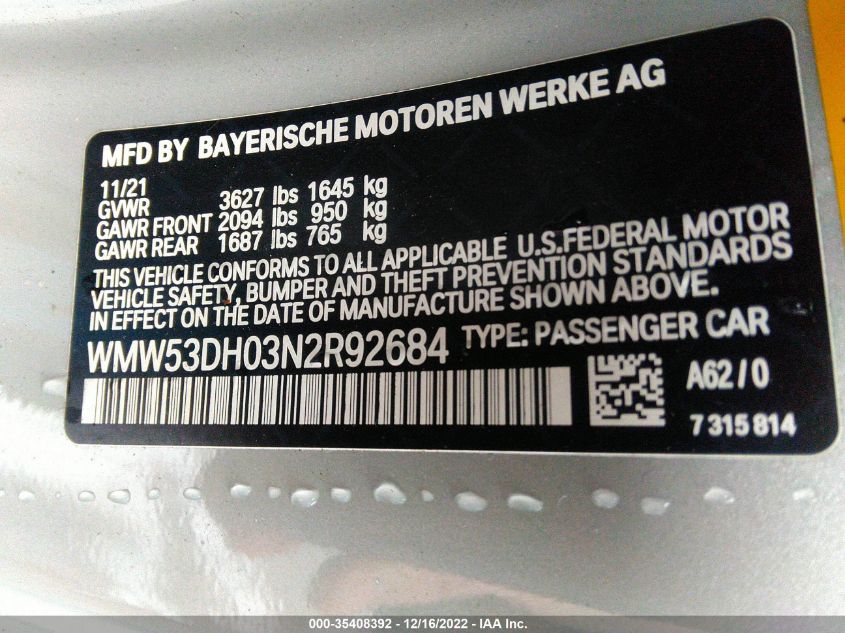 MFD BY BAYERISCHE MOTOREN WERKE AG
11/21
GVWR 3627 lbs 1645 kg
GAWR FRONT 2094 lbs 950 kg
GAWR REAR 1687 lbs 765 kg
THIS VEHICLE CONFORMS TO ALL APPLICABLE U.S.FEDERAL MOTOR
VEHICLE SAFETY, BUMPER AND THEFT PREVENTION STANDARDS
IN EFFECT ON THE DATE OF MANUFACTURE SHOWN ABOVE.
WMW53DH03N2R92684 TYPE: PASSENGER CAR
A62/0
7 315 814
000-35408392 - 12/16/2022 - IAA Inc.